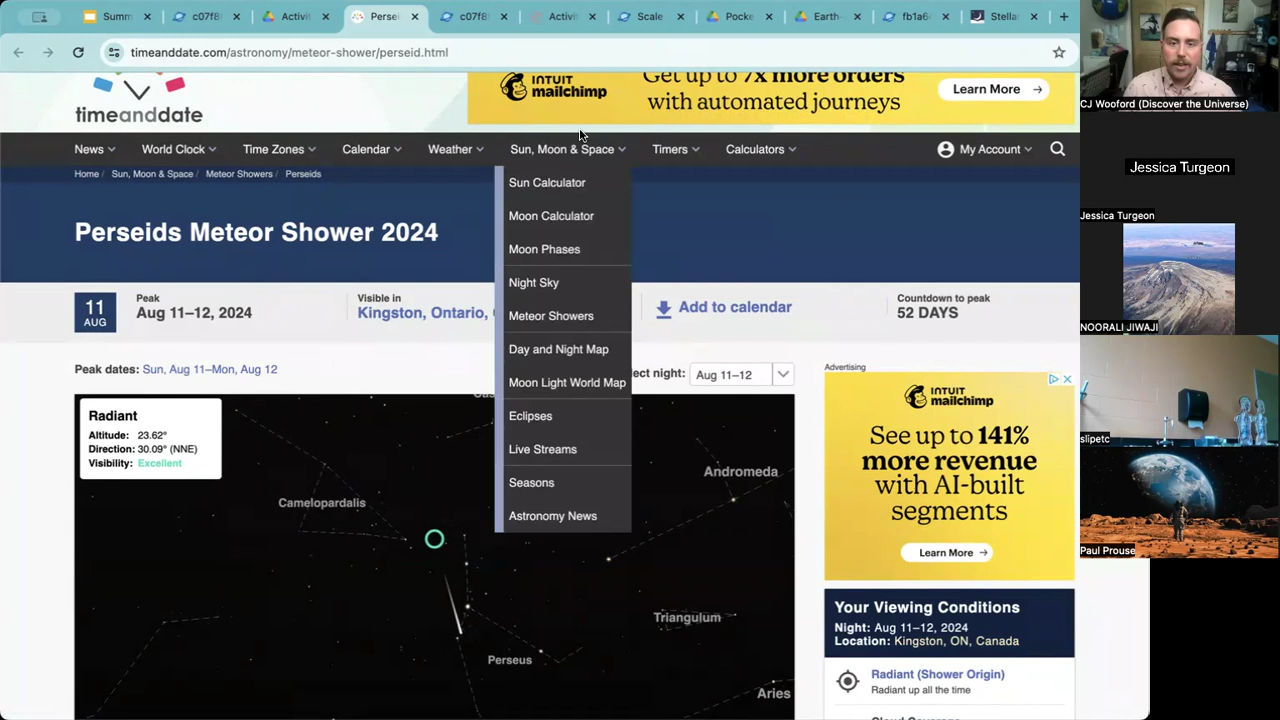 Summ
c07f8
Activi
Persei
c07f8
Activi
Scale
Pocke
Earth-
fb1a6
Stella
timeanddate.com/astronomy/meteor-shower/perseid.html
timeanddate
INTUIT
mailchimp
Get up to 7x more orders
with automated journeys
Learn More →
News
World Clock
Time Zones
Calendar
Weather
Sun, Moon & Space
Timers
Calculators
My Account
Home / Sun, Moon & Space / Meteor Showers / Perseids
Sun Calculator
Moon Calculator
Moon Phases
Night Sky
Meteor Showers
Day and Night Map
Moon Light World Map
Eclipses
Live Streams
Seasons
Astronomy News
Perseids Meteor Shower 2024
11
AUG
Peak
Aug 11–12, 2024
Visible in
Kingston, Ontario,
Add to calendar
Countdown to peak
52 DAYS
Peak dates: Sun, Aug 11–Mon, Aug 12
ect night:
Aug 11–12
Radiant
Altitude: 23.62°
Direction: 30.09° (NNE)
Visibility: Excellent
Camelopardalis
Andromeda
Triangulum
Perseus
Aries
Advertising
INTUIT
mailchimp
See up to 141%
more revenue
with AI-built
segments
Learn More →
Your Viewing Conditions
Night: Aug 11–12, 2024
Location: Kingston, ON, Canada
Radiant (Shower Origin)
Radiant up all the time
CJ Wooford (Discover the Universe)
Jessica Turgeon
Jessica Turgeon
NOORALI JIWAJI
slipetc
Paul Prouse